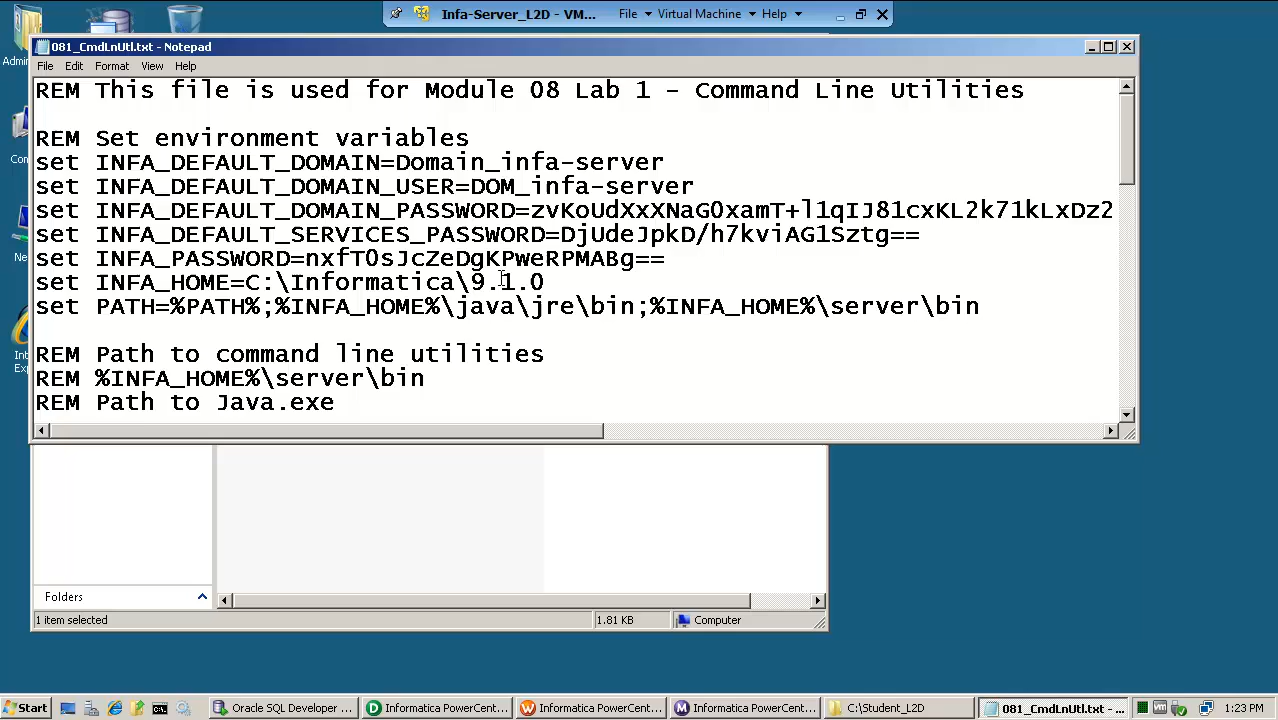 Infa-Server_L2D - VM... File Virtual Machine Help
081_CmdLnUtl.txt - Notepad
File Edit Format View Help
REM This file is used for Module 08 Lab 1 - Command Line Utilities
REM Set environment variables
set INFA_DEFAULT_DOMAIN=Domain_infa-server
set INFA_DEFAULT_DOMAIN_USER=DOM_infa-server
set INFA_DEFAULT_DOMAIN_PASSWORD=zvKoUdXxXNaG0xamT+l1qIJ81cxKL2k71kLxDz2
set INFA_DEFAULT_SERVICES_PASSWORD=DjUdeJpkD/h7kviAG1Sztg==
set INFA_PASSWORD=nxfT0sJcZeDgKPweRPMABg==
set INFA_HOME=C:\Informatica\9.1.0
set PATH=%PATH%;%INFA_HOME%\java\jre\bin;%INFA_HOME%\server\bin
REM Path to command line utilities
REM %INFA_HOME%\server\bin
REM Path to Java.exe
Folders
1 item selected 1.81 KB Computer
Start Oracle SQL Developer ... Informatica PowerCent... Informatica PowerCen... Informatica PowerCent... C:\Student_L2D 081_CmdLnUtl.txt - ... 1:23 PM